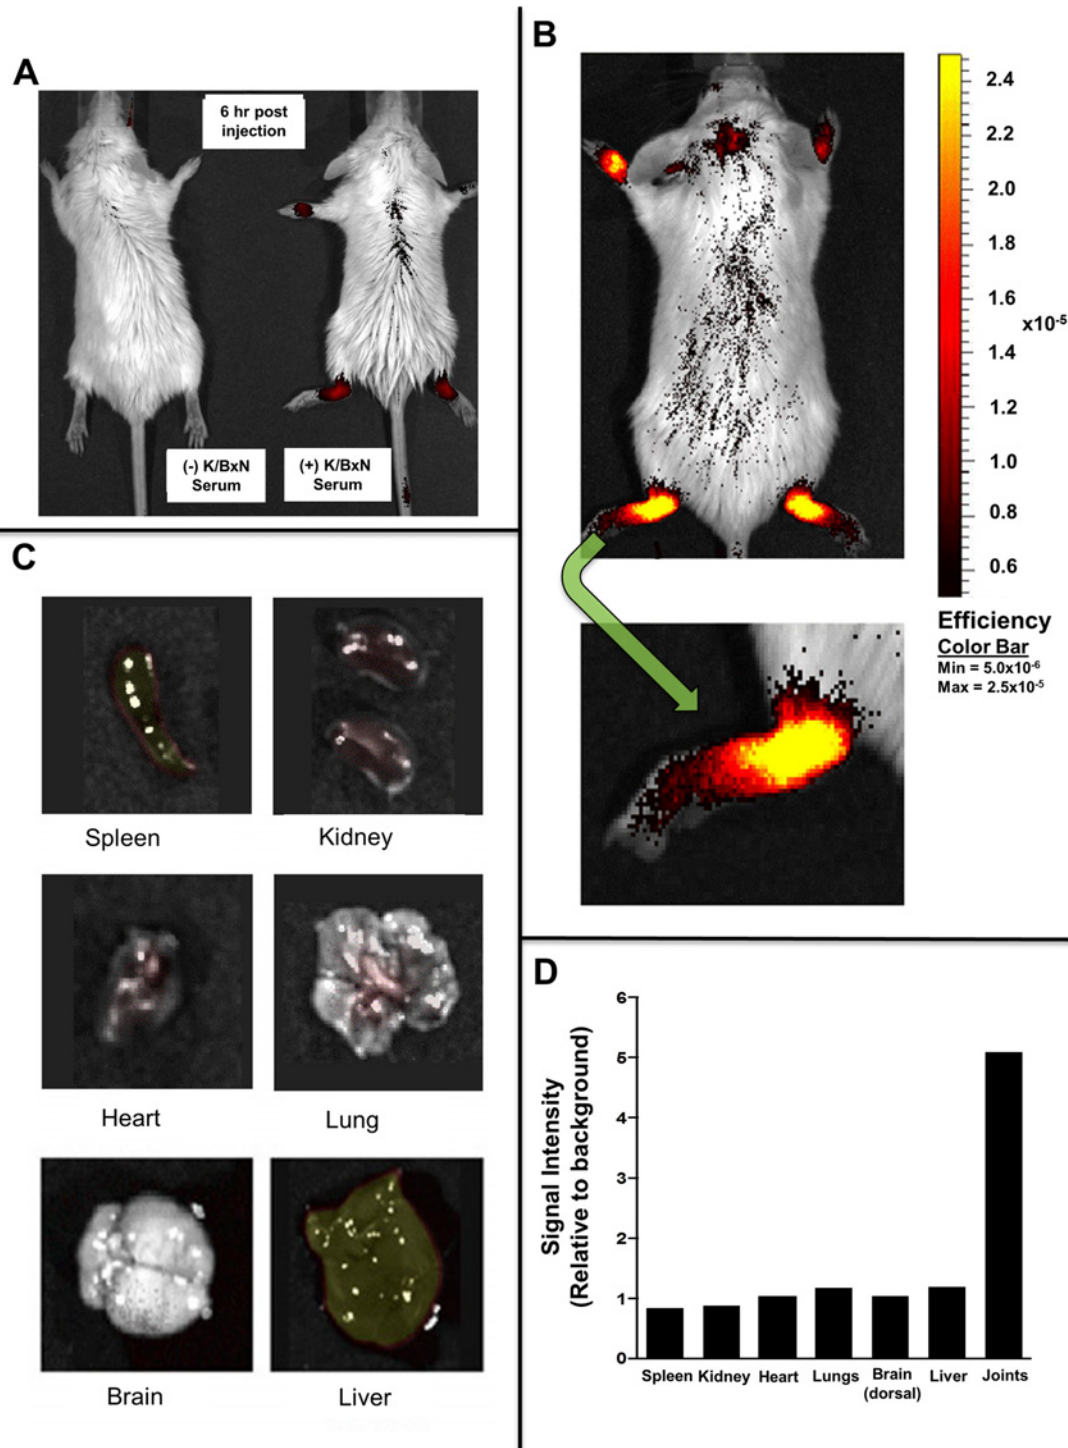 A
6 hr post
injection
(-) K/BxN
Serum
(+) K/BxN
Serum
B
2.4
2.2
2.0
1.8
1.6
x10-5
1.4
1.2
1.0
0.8
0.6
Efficiency
Color Bar
Min = 5.0x10-6
Max = 2.5x10-5
C
Spleen
Kidney
Heart
Lung
Brain
Liver
D
Signal Intensity
(Relative to background)
6
5
4
3
2
1
0
Spleen Kidney Heart Lungs Brain Liver Joints
(dorsal)